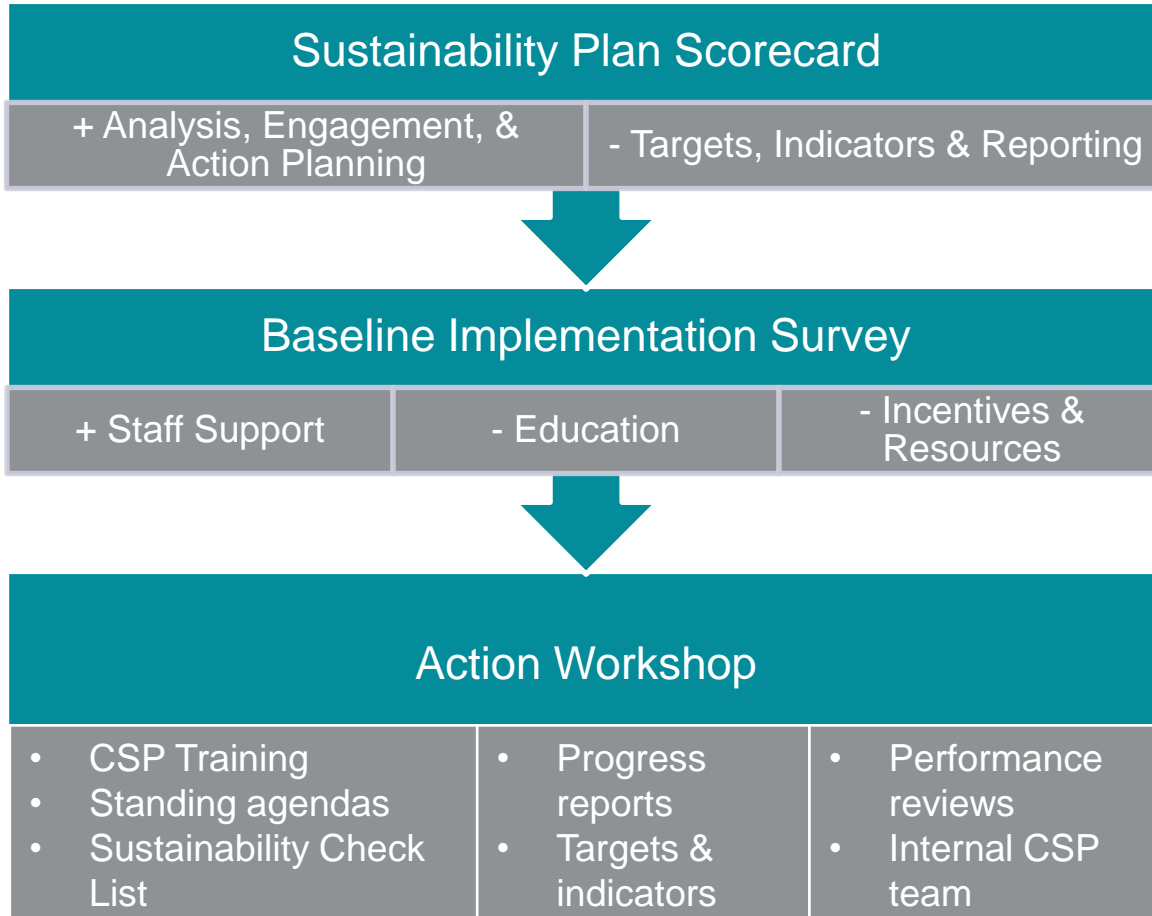 Sustainability Plan Scorecard
+ Analysis, Engagement, &
Action Planning
- Targets, Indicators & Reporting
Baseline Implementation Survey
+ Staff Support
- Education
- Incentives &
Resources
Action Workshop
• CSP Training
• Standing agendas
• Sustainability Check
List
• Progress
reports
• Targets &
indicators
• Performance
reviews
• Internal CSP
team